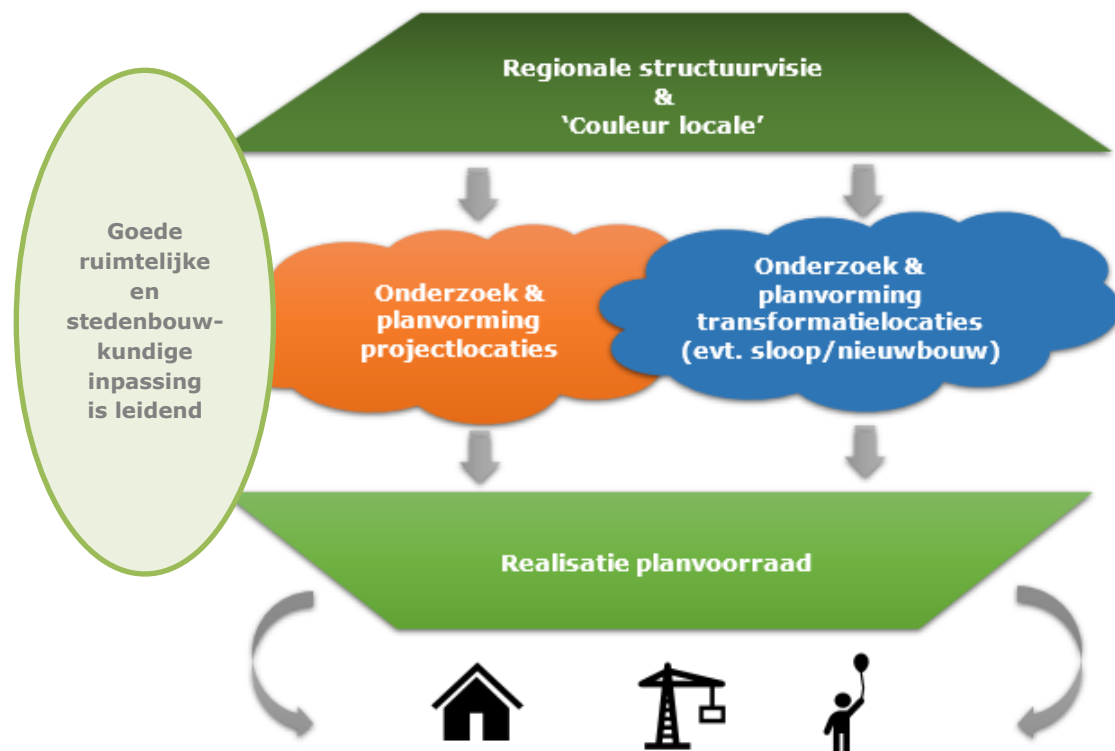 Regionale structuurvisie
&
‘Couleur locale’
Goede
ruimtelijke
en
stedenbouw-
kundige
inpassing
is leidend
Onderzoek &
planvorming
projectlocaties
Onderzoek &
planvorming
transformatielocaties
(evt. sloop/nieuwbouw)
Realisatie planvoorraad